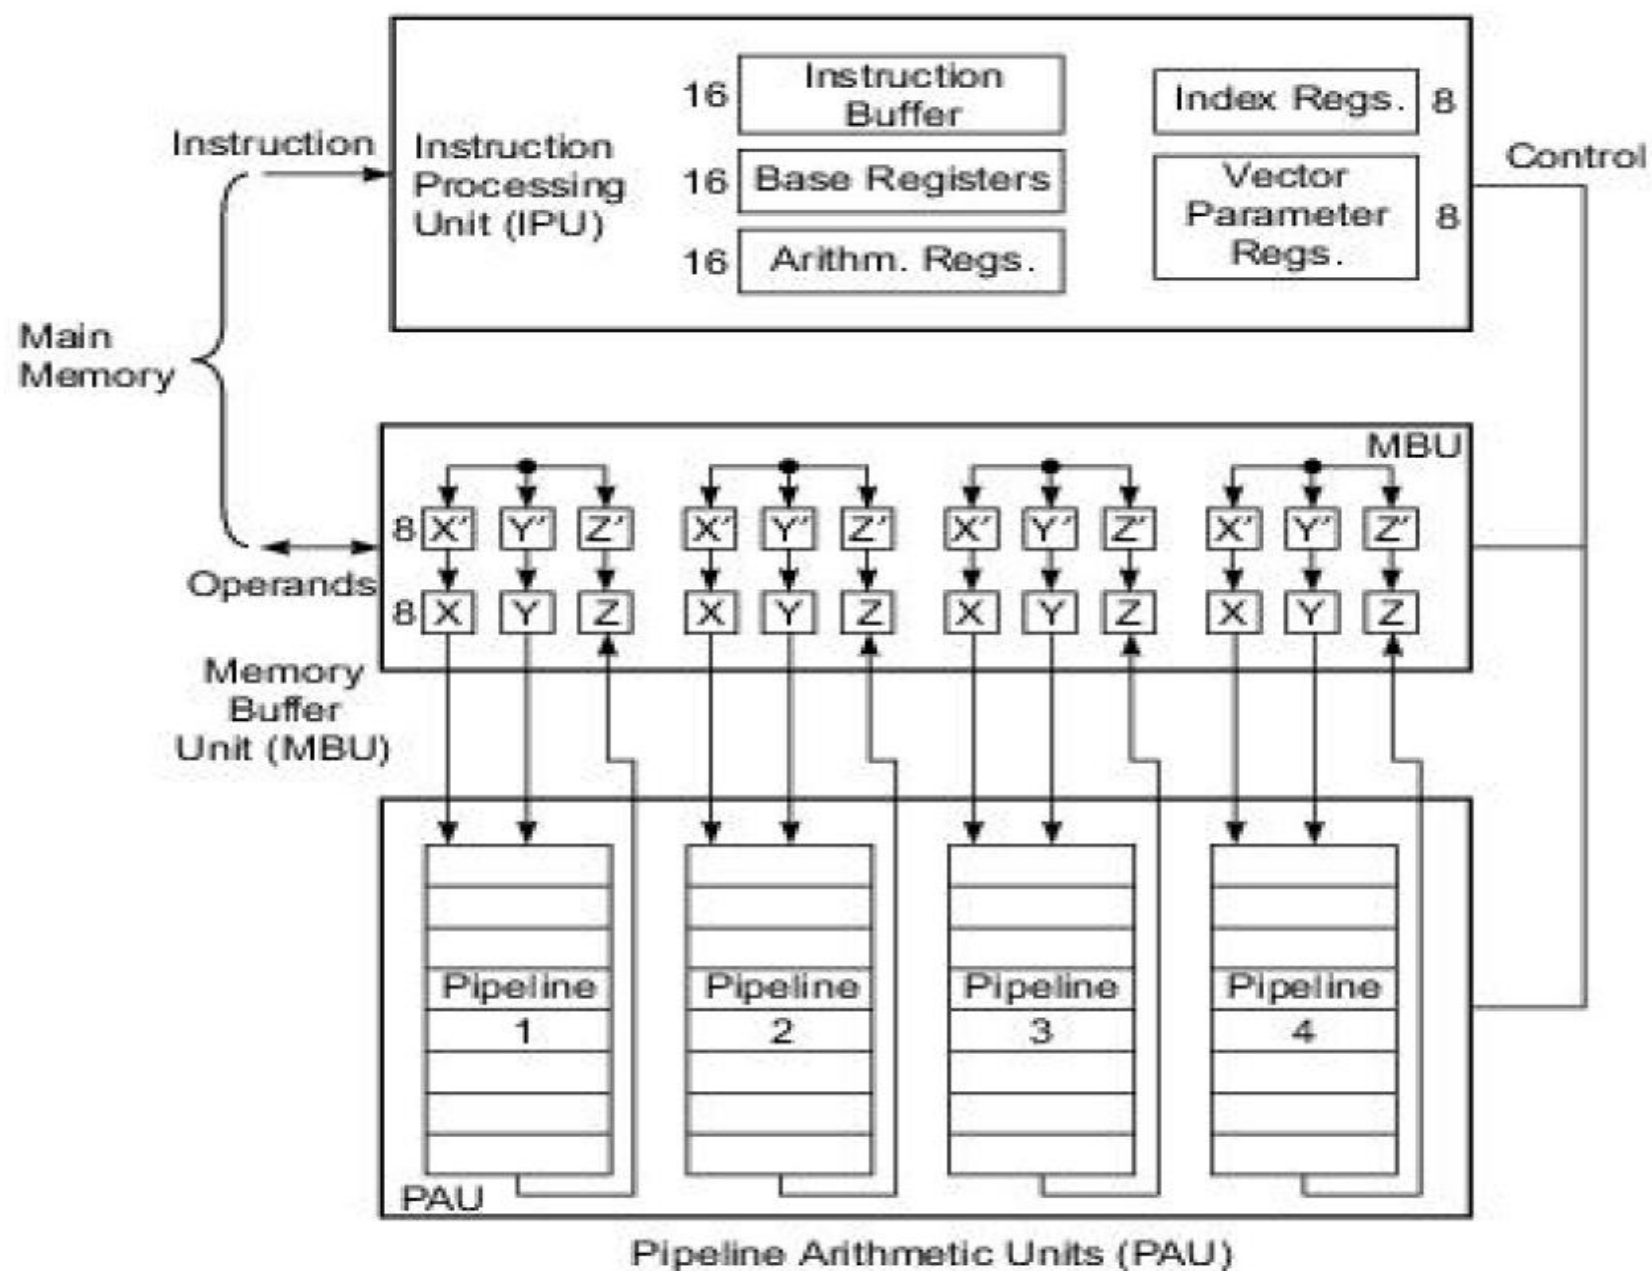 Instruction
Main
Memory
Operands
Instruction
Processing
Unit (IPU)
16
Instruction
Buffer
16
Base Registers
16
Arithm. Regs.
Index Regs.
8
Vector
Parameter
Regs.
8
Control
MBU
8 X' Y' Z' X' Y' Z' X' Y' Z' X' Y' Z'
8 X Y Z X Y Z X Y Z X Y Z
Memory
Buffer
Unit (MBU)
Pipeline
1
Pipeline
2
Pipeline
3
Pipeline
4
PAU
Pipeline Arithmetic Units (PAU)